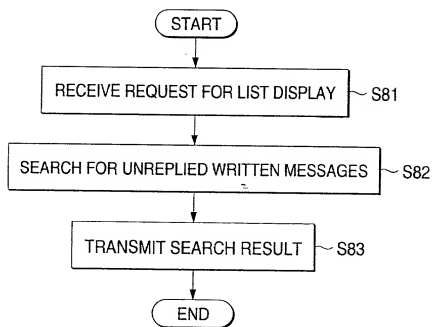 START
RECEIVE REQUEST FOR LIST DISPLAY S81
SEARCH FOR UNREPLIED WRITTEN MESSAGES S82
TRANSMIT SEARCH RESULT S83
END